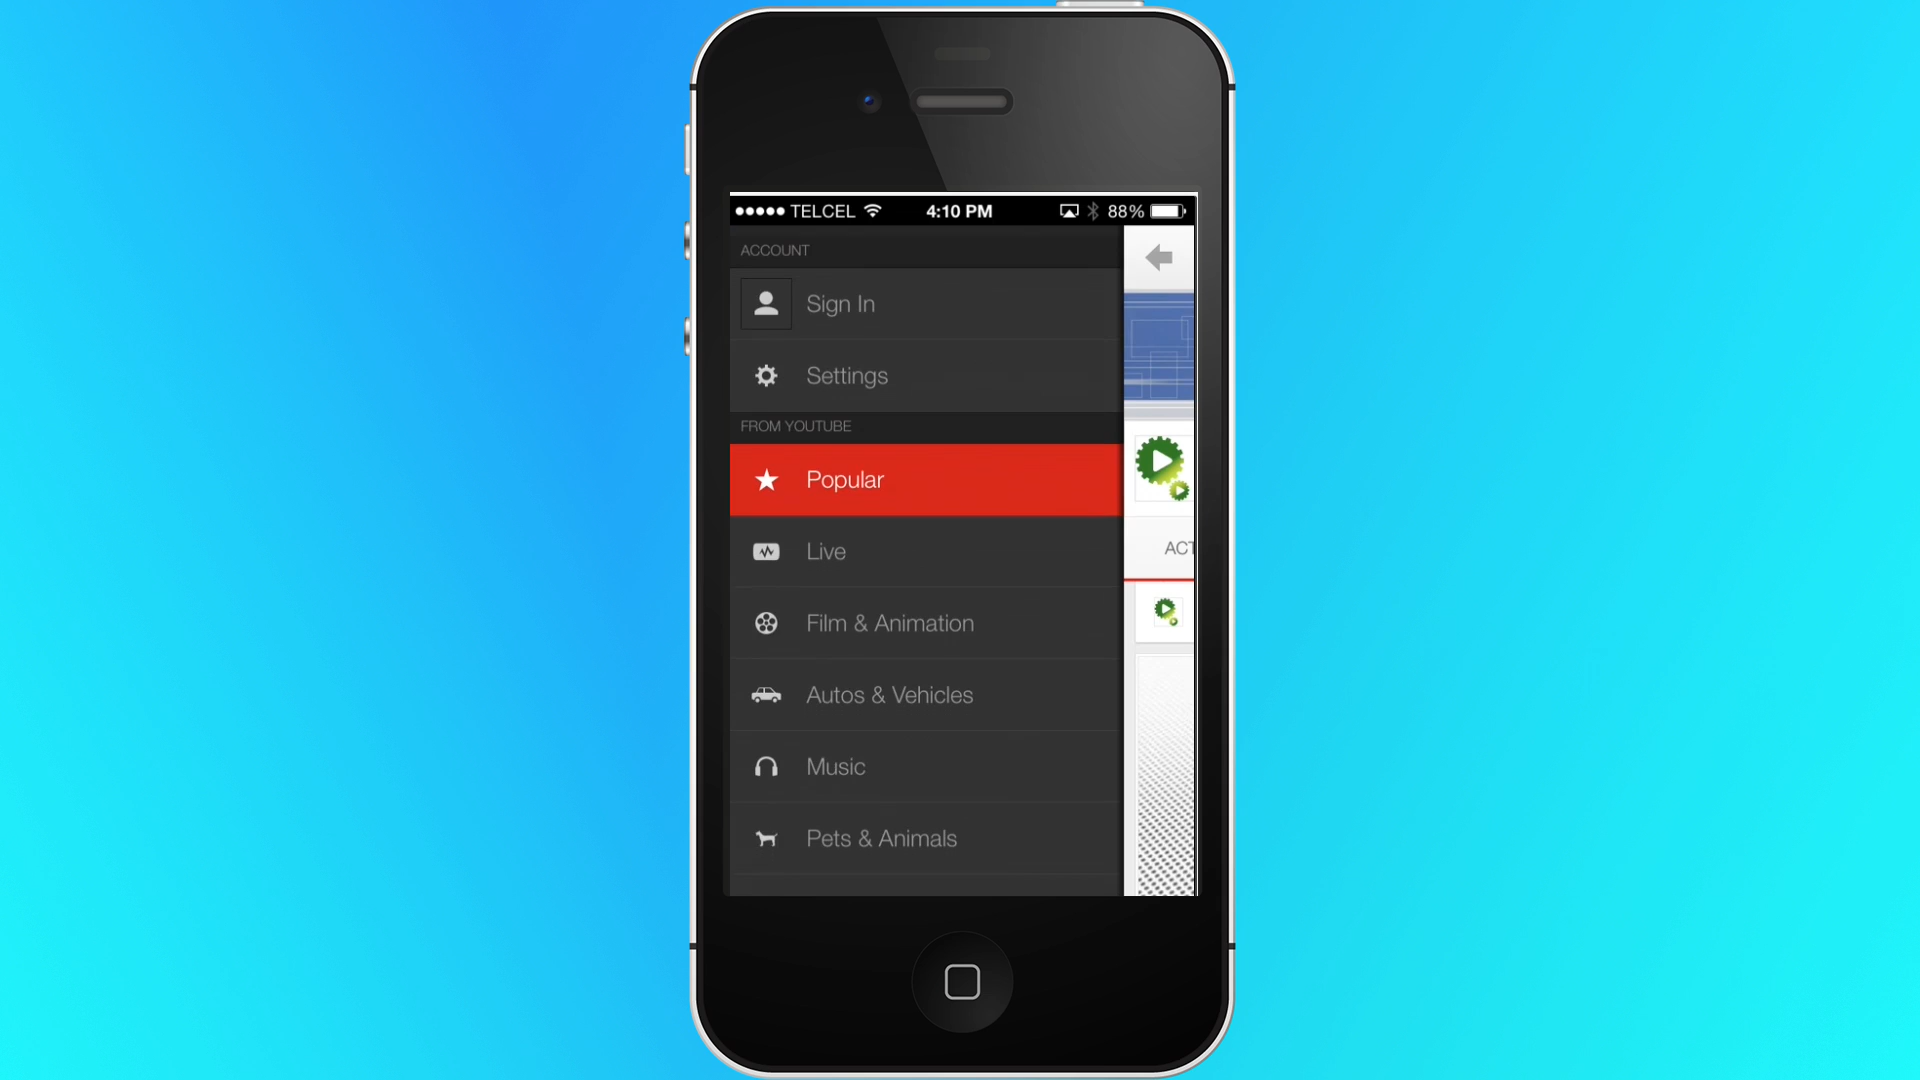 ●●●●● TELCEL 4:10 PM 88%
ACCOUNT
Sign In
Settings
FROM YOUTUBE
Popular
Live
ACT
Film & Animation
Autos & Vehicles
Music
Pets & Animals